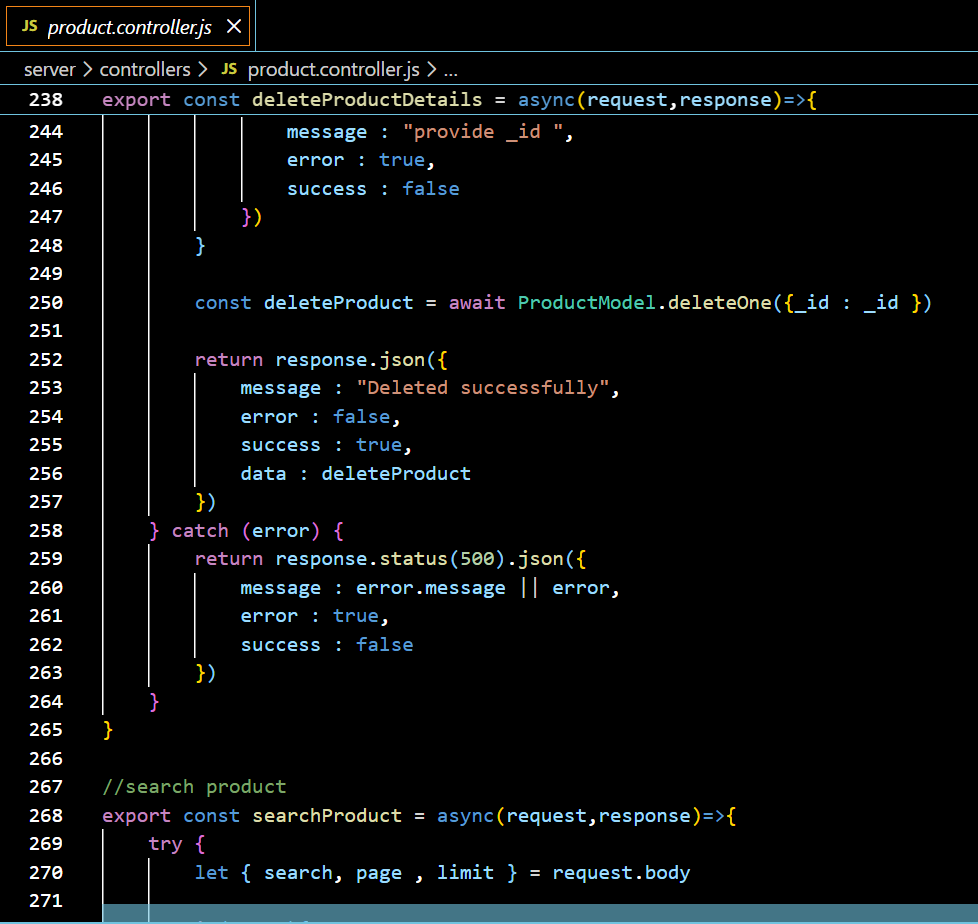 JS product.controller.js ×
server > controllers > JS product.controller.js > ...
238 export const deleteProductDetails = async(request,response)=>{
244 message : "provide _id ",
245 error : true,
246 success : false
247 })
248 }
249
250 const deleteProduct = await ProductModel.deleteOne({_id : _id })
251
252 return response.json({
253 message : "Deleted successfully",
254 error : false,
255 success : true,
256 data : deleteProduct
257 })
258 } catch (error) {
259 return response.status(500).json({
260 message : error.message || error,
261 error : true,
262 success : false
263 })
264 }
265 }
266
267 //search product
268 export const searchProduct = async(request,response)=>{
269 try {
270 let { search, page , limit } = request.body
271